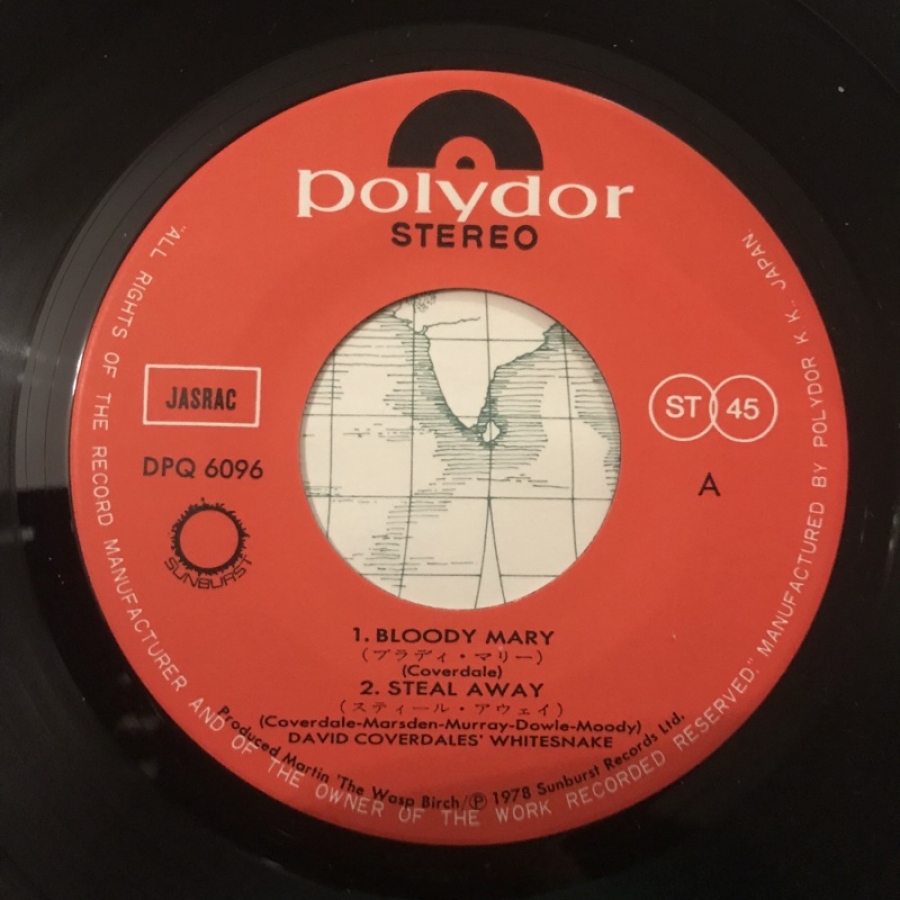 polydor
STEREO
JASRAC
DPQ 6096
SUNBURST
ST 45
A
1. BLOODY MARY
(ブラディ・マリー)
(Coverdale)
2. STEAL AWAY
(スティール・アウェイ)
(Coverdale-Marsden-Murray-Dowle-Moody)
DAVID COVERDALES' WHITESNAKE
Produced Martin 'The Wasp Birch/Ⓟ 1978 Sunburst Records Ltd.
"ALL RIGHTS OF THE RECORD MANUFACTURER AND OF THE OWNER OF THE WORK RECORDED RESERVED." MANUFACTURED BY POLYDOR K. K., JAPAN.